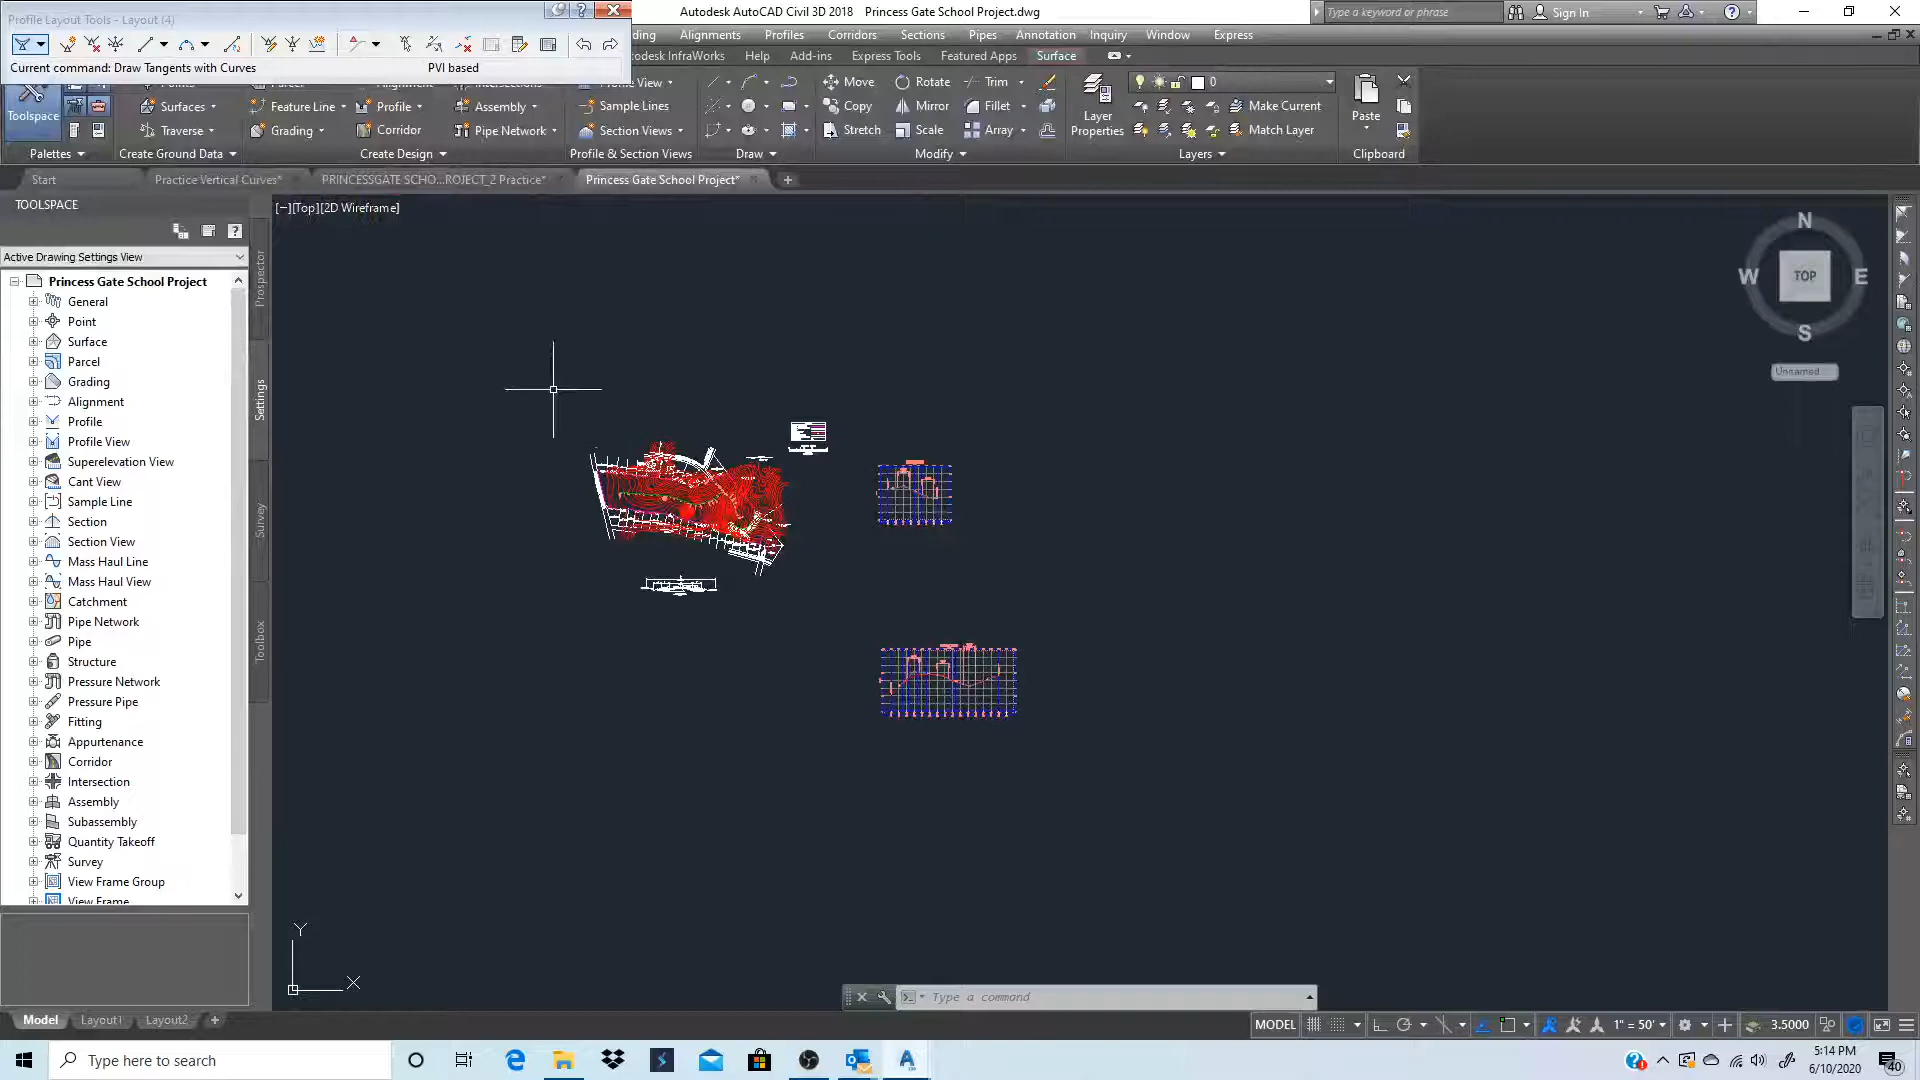 Profile Layout Tools - Layout (4)
Autodesk AutoCAD Civil 3D 2018 Princess Gate School Project.dwg
Type a keyword or phrase
Sign In
Alignments Profiles Corridors Sections Pipes Annotation Inquiry Window Express
Current command: Draw Tangents with Curves
PVI based
Autodesk InfraWorks Help Add-ins Express Tools Featured Apps Surface
Toolspace
Surfaces
Traverse
Feature Line
Grading
Profile
Corridor
Assembly
Pipe Network
Sample Lines
Section Views
Move Rotate Trim
Copy Mirror Fillet
Stretch Scale Array
Layer Properties
0
Make Current
Match Layer
Paste
Palettes
Create Ground Data
Create Design
Profile & Section Views
Draw
Modify
Layers
Clipboard
Start
Practice Vertical Curves*
PRINCESSGATE SCHO...ROJECT_2 Practice*
Princess Gate School Project*
TOOLSPACE
[−][Top][2D Wireframe]
Active Drawing Settings View
Princess Gate School Project
General
Point
Surface
Parcel
Grading
Alignment
Profile
Profile View
Superelevation View
Cant View
Sample Line
Section
Section View
Mass Haul Line
Mass Haul View
Catchment
Pipe Network
Pipe
Structure
Pressure Network
Pressure Pipe
Fitting
Appurtenance
Corridor
Intersection
Assembly
Subassembly
Quantity Takeoff
Survey
View Frame Group
View Frame
Prospector
Settings
Survey
Toolbox
N
W TOP E
S
Unnamed
Y
X
Type a command
Model Layout1 Layout2
MODEL
1" = 50'
3.5000
Type here to search
5:14 PM
6/10/2020
40